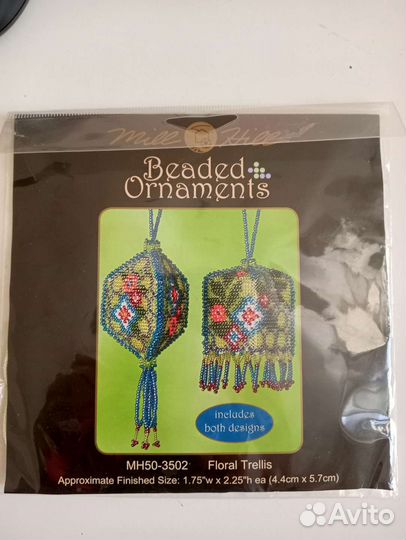 Mill Hill
Beaded
Ornaments
includes
both designs
MH50-3502 Floral Trellis
Approximate Finished Size: 1.75"w x 2.25"h ea (4.4cm x 5.7cm)
Avito